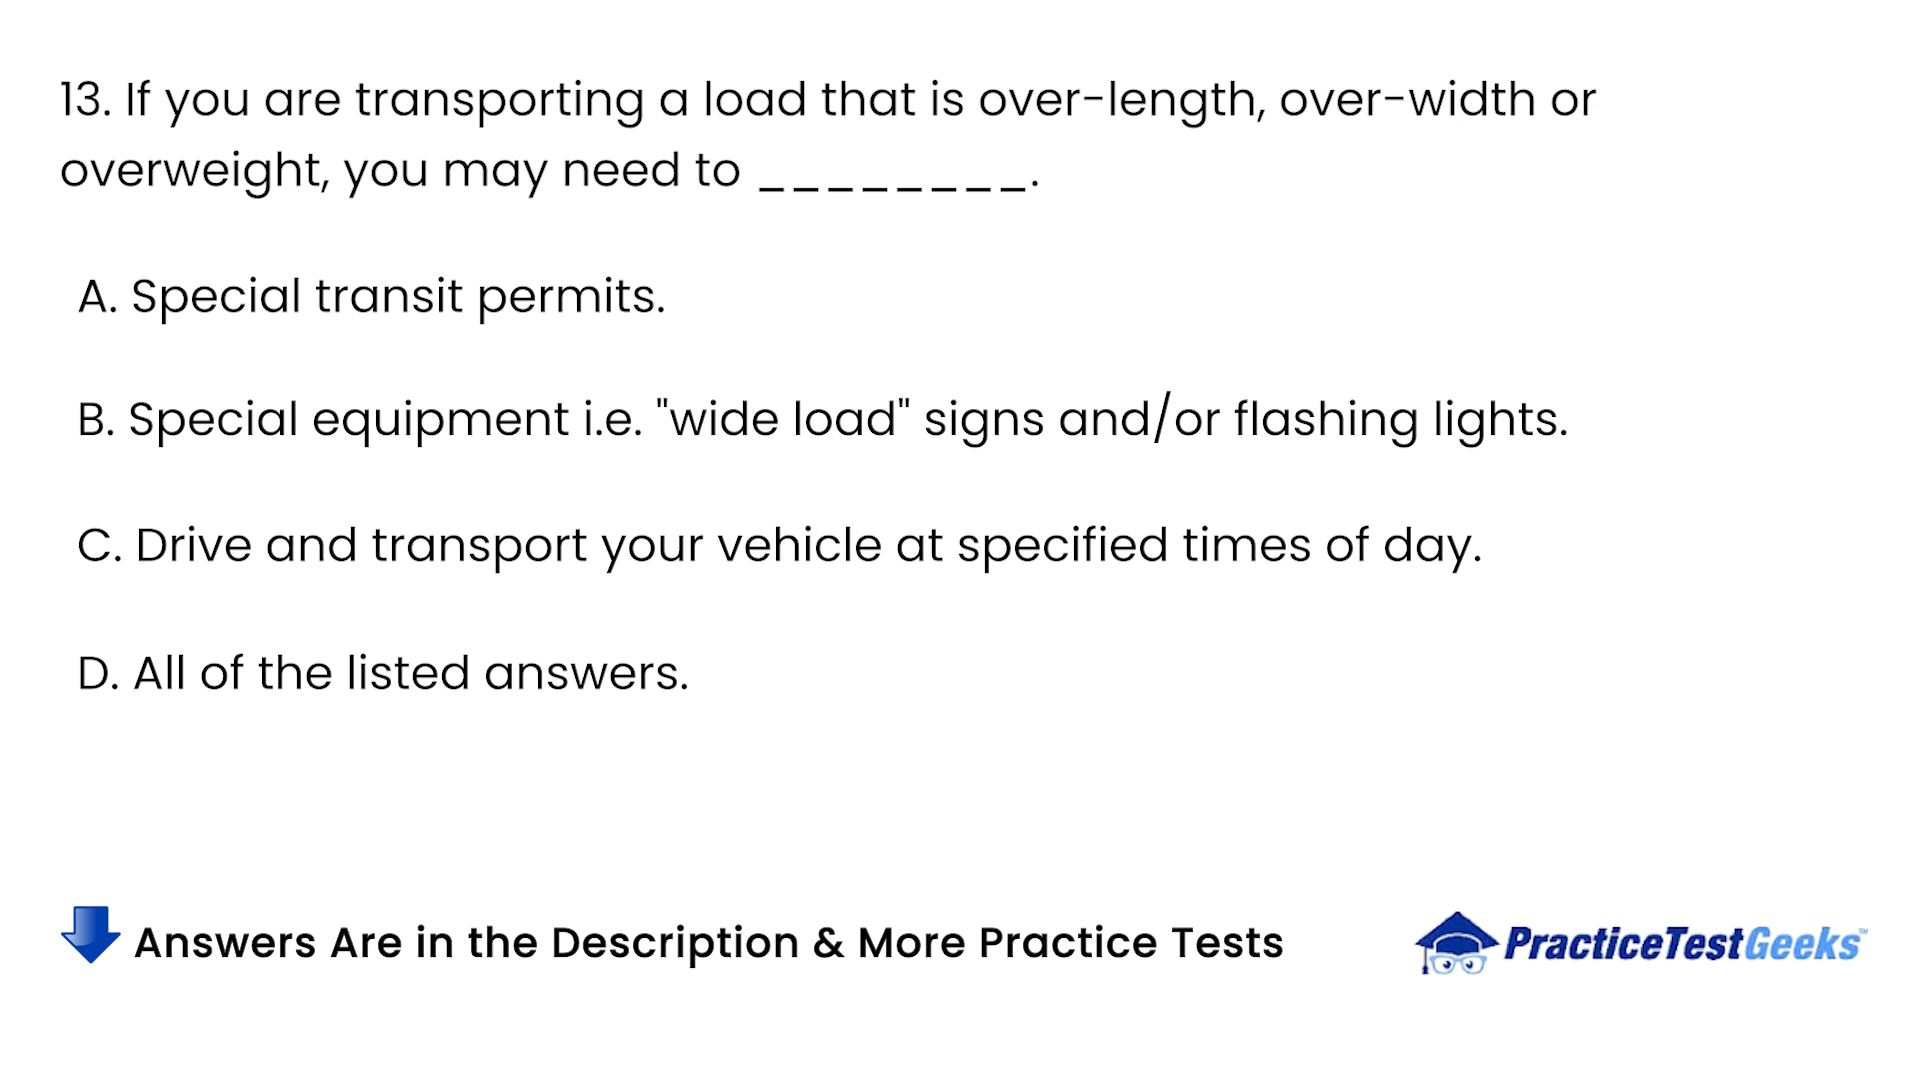 13. If you are transporting a load that is over-length, over-width or
overweight, you may need to ________.
A. Special transit permits.
B. Special equipment i.e. "wide load" signs and/or flashing lights.
C. Drive and transport your vehicle at specified times of day.
D. All of the listed answers.
Answers Are in the Description & More Practice Tests
PracticeTestGeeks™